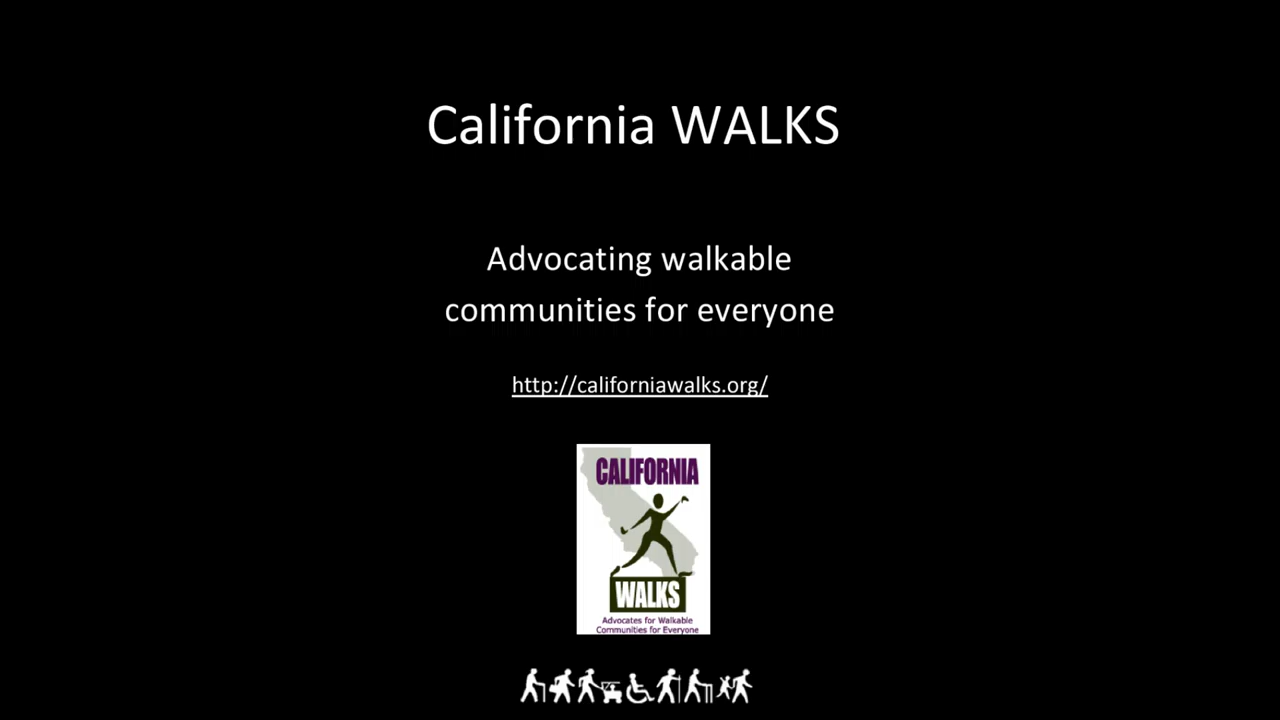 California WALKS
Advocating walkable
communities for everyone
http://californiawalks.org/
CALIFORNIA
WALKS
Advocates for Walkable
Communities for Everyone